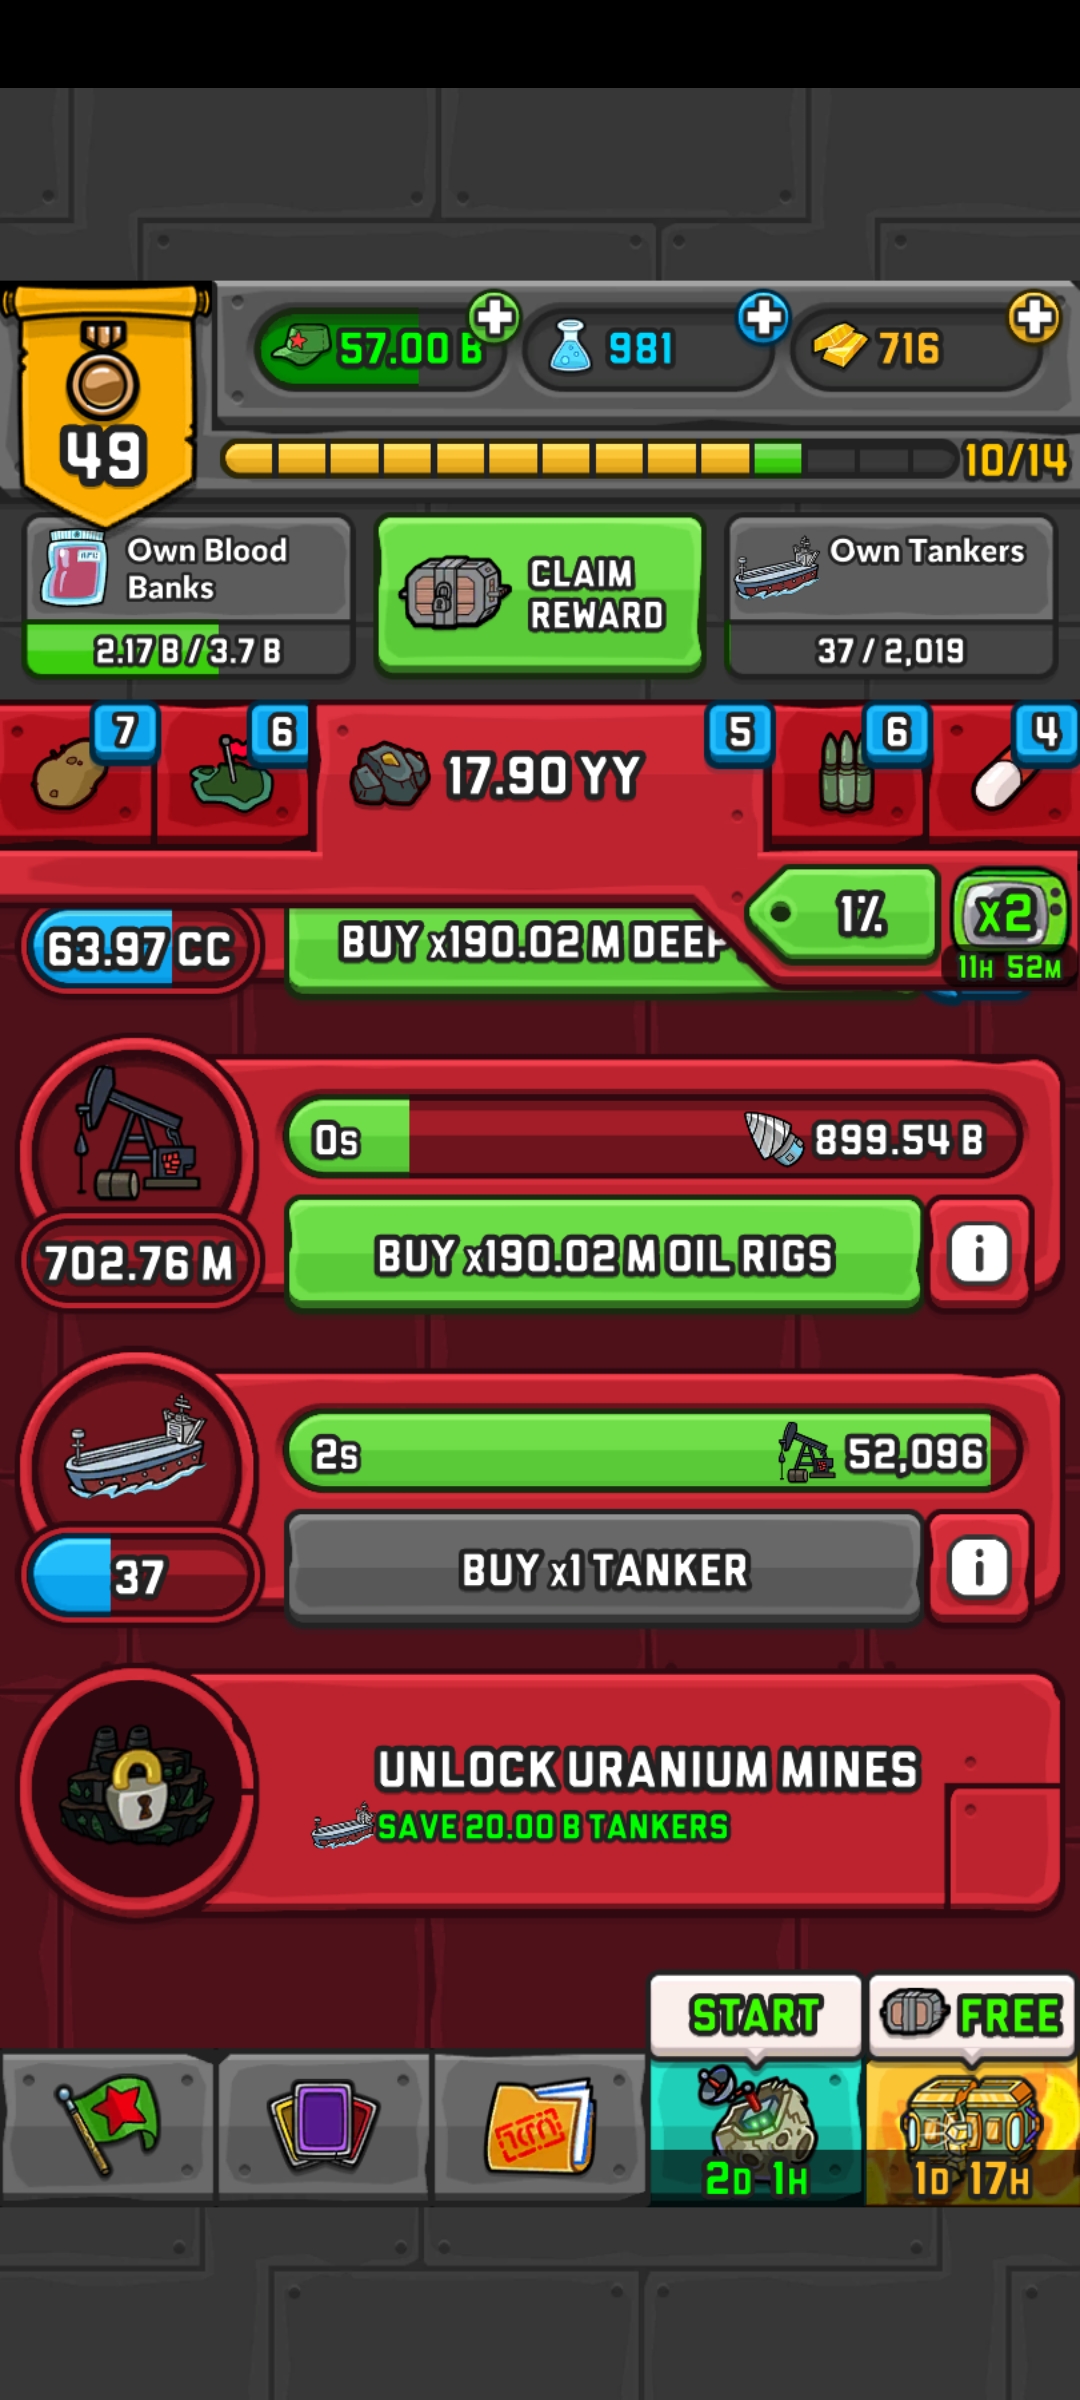 57.00 B
981
716
49
10/14
Own Blood
Banks
2.17 B / 3.7 B
CLAIM
REWARD
Own Tankers
37 / 2,019
7
6
17.90 YY
5
6
4
1%
x2
11H 52M
63.97 CC
BUY x190.02 M DEEP
0s
899.54 B
702.76 M
BUY x190.02 M OIL RIGS
i
2s
52,096
37
BUY x1 TANKER
i
UNLOCK URANIUM MINES
SAVE 20.00 B TANKERS
START
FREE
2D 1H
1D 17H